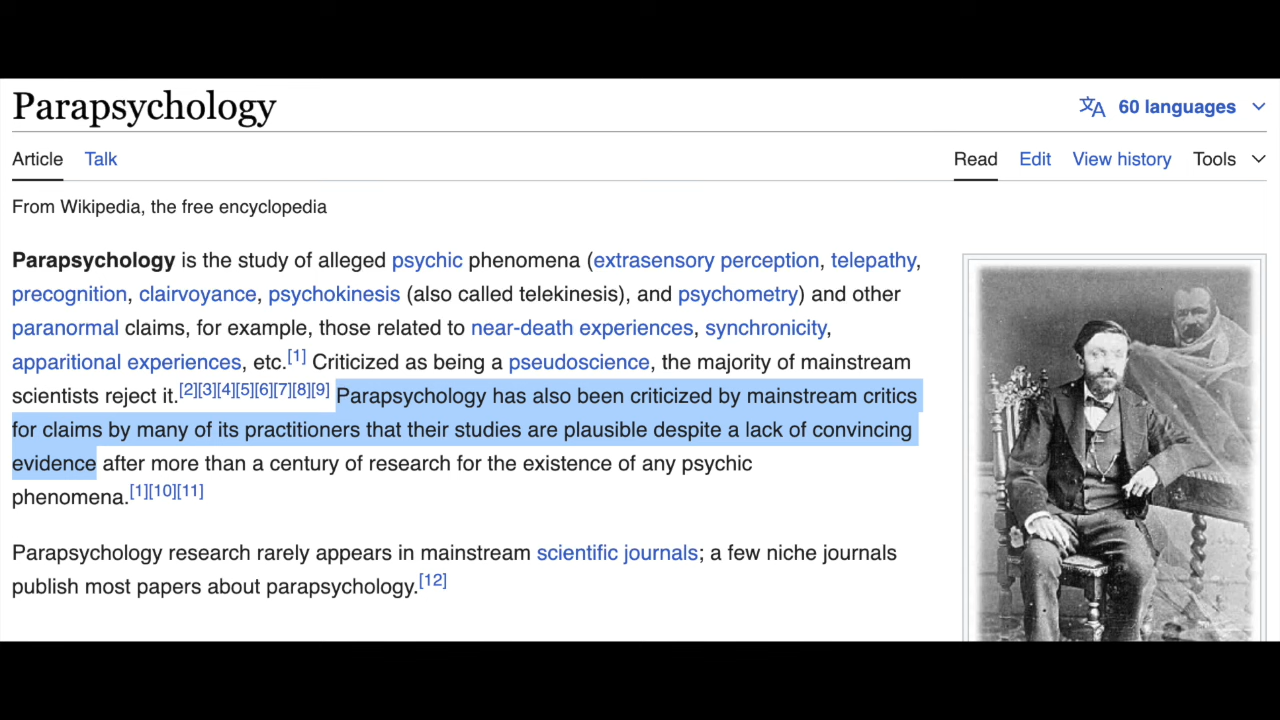 Parapsychology
60 languages
Article Talk Read Edit View history Tools
From Wikipedia, the free encyclopedia
Parapsychology is the study of alleged psychic phenomena (extrasensory perception, telepathy,
precognition, clairvoyance, psychokinesis (also called telekinesis), and psychometry) and other
paranormal claims, for example, those related to near-death experiences, synchronicity,
apparitional experiences, etc.[1] Criticized as being a pseudoscience, the majority of mainstream
scientists reject it.[2][3][4][5][6][7][8][9] Parapsychology has also been criticized by mainstream critics
for claims by many of its practitioners that their studies are plausible despite a lack of convincing
evidence after more than a century of research for the existence of any psychic
phenomena.[1][10][11]
Parapsychology research rarely appears in mainstream scientific journals; a few niche journals
publish most papers about parapsychology.[12]